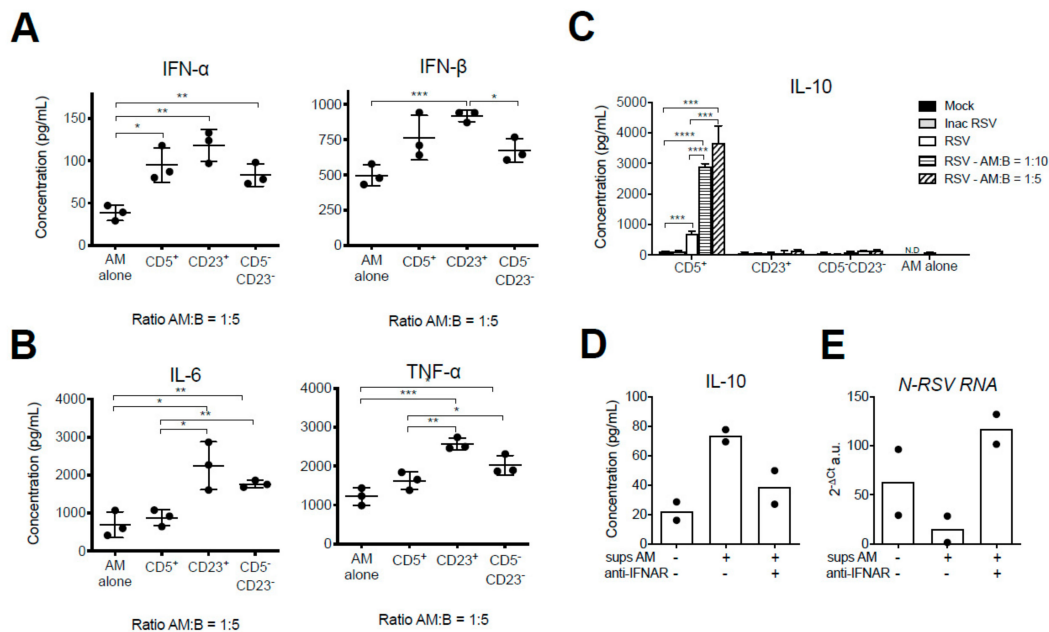 A
IFN-α
Concentration (pg/mL)
150
100
50
0
**
**
*
AM alone
CD5⁺
CD23⁺
CD5⁻ CD23⁻
Ratio AM:B = 1:5
IFN-β
1000
750
500
250
0
***
*
AM alone
CD5⁺
CD23⁺
CD5⁻ CD23⁻
Ratio AM:B = 1:5
B
IL-6
Concentration (pg/mL)
4000
3000
2000
1000
0
**
*
**
*
AM alone
CD5⁺
CD23⁺
CD5⁻ CD23⁻
Ratio AM:B = 1:5
TNF-α
4000
3000
2000
1000
0
*
***
*
**
AM alone
CD5⁺
CD23⁺
CD5⁻ CD23⁻
Ratio AM:B = 1:5
C
IL-10
Concentration (pg/mL)
5000
4000
3000
2000
1000
0
***
***
****
****
***
N.D
CD5⁺
CD23⁺
CD5⁻CD23⁻
AM alone
Mock
Inac RSV
RSV
RSV - AM:B = 1:10
RSV - AM:B = 1:5
D
IL-10
Concentration (pg/mL)
100
80
60
40
20
0
sups AM - + +
anti-IFNAR - - +
E
N-RSV RNA
2^-ΔCt a.u.
150
100
50
0
sups AM - + +
anti-IFNAR - - +